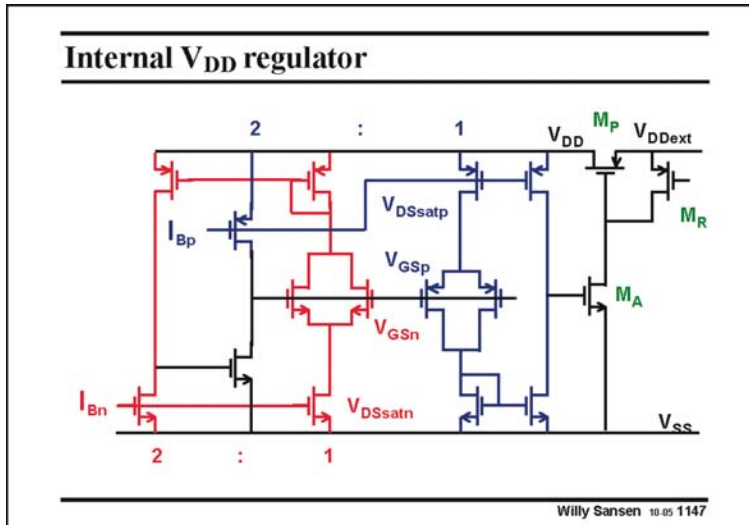 Internal VDD regulator
2 : 1
MP
VDD
VDDext
VDSsatp
IBp
MR
VGSp
MA
VGSn
IBn
VDSsatn
VSS
2 : 1
Willy Sansen 10-05 1147